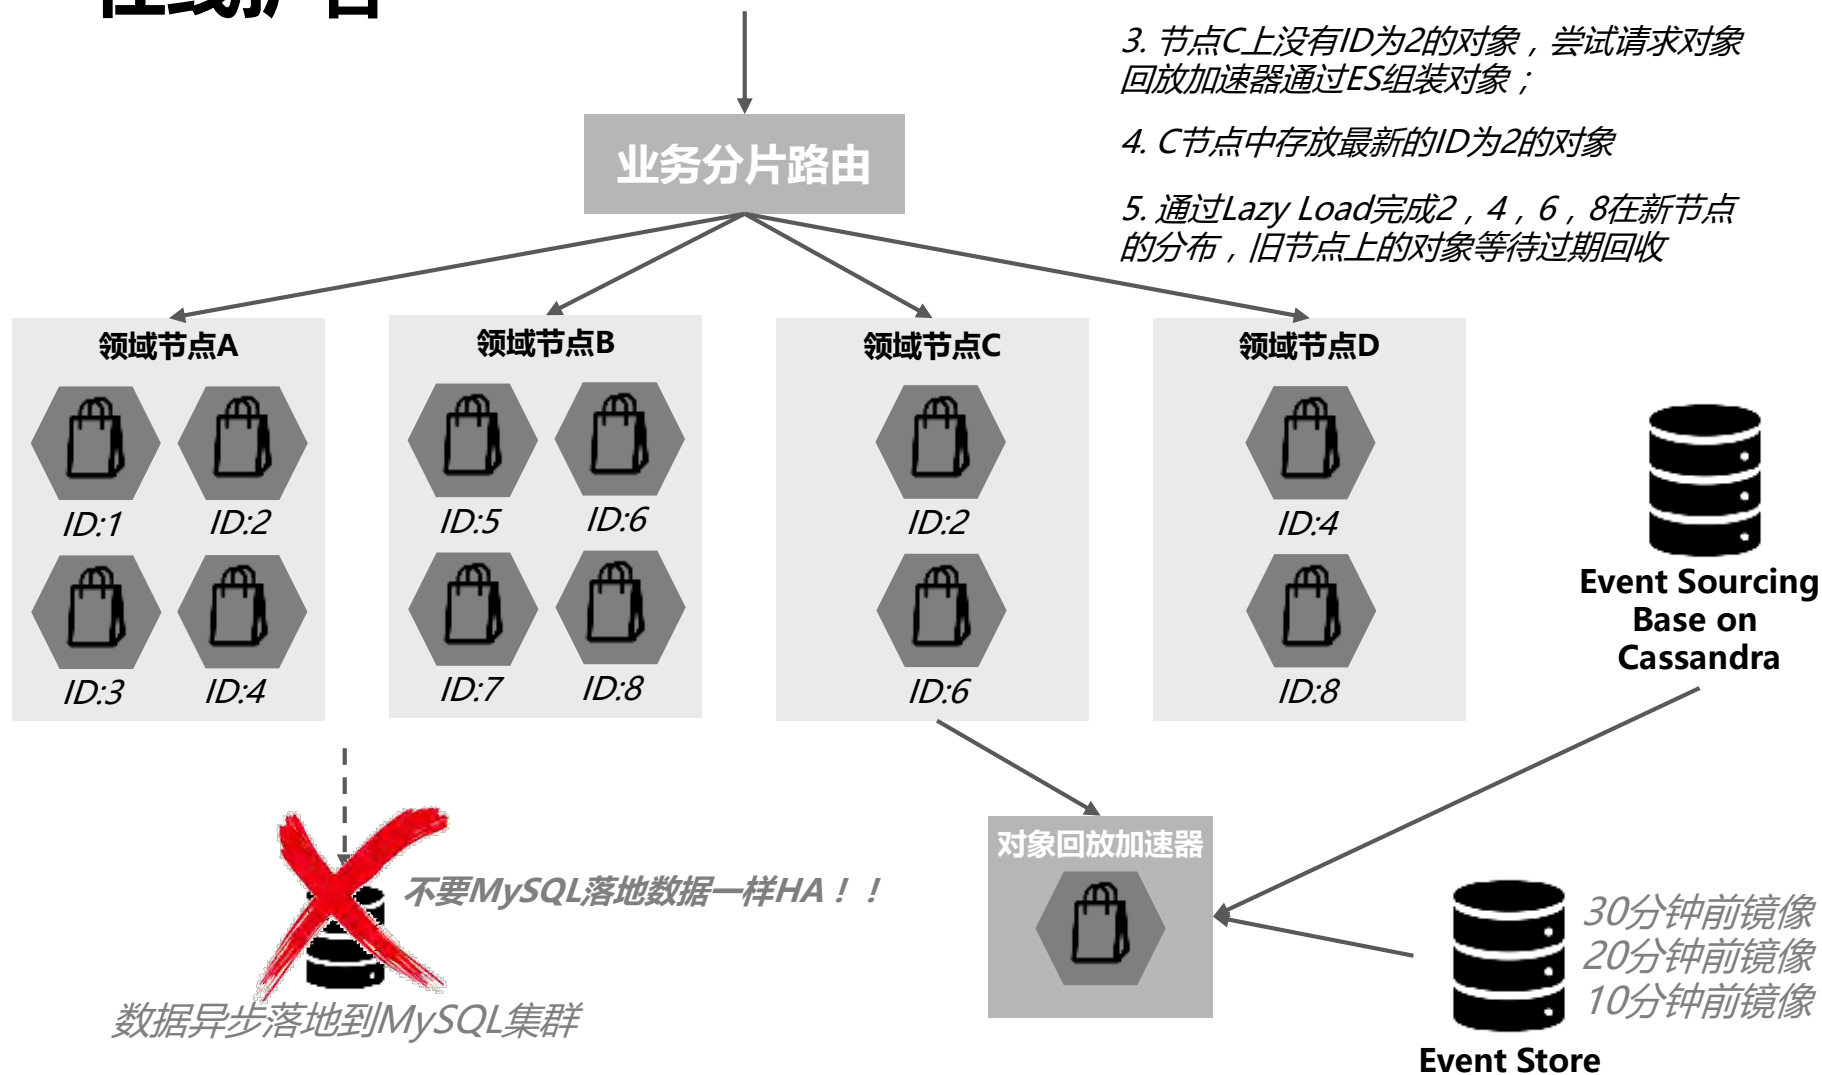 3. 节点C上没有ID为2的对象，尝试请求对象
回放加速器通过ES组装对象；
4. C节点中存放最新的ID为2的对象
5. 通过Lazy Load完成2，4，6，8在新节点
的分布，旧节点上的对象等待过期回收
业务分片路由
领域节点A
ID:1
ID:2
ID:3
ID:4
领域节点B
ID:5
ID:6
ID:7
ID:8
领域节点C
ID:2
ID:6
领域节点D
ID:4
ID:8
Event Sourcing
Base on
Cassandra
对象回放加速器
不要MySQL落地数据一样HA！！
数据异步落地到MySQL集群
30分钟前镜像
20分钟前镜像
10分钟前镜像
Event Store